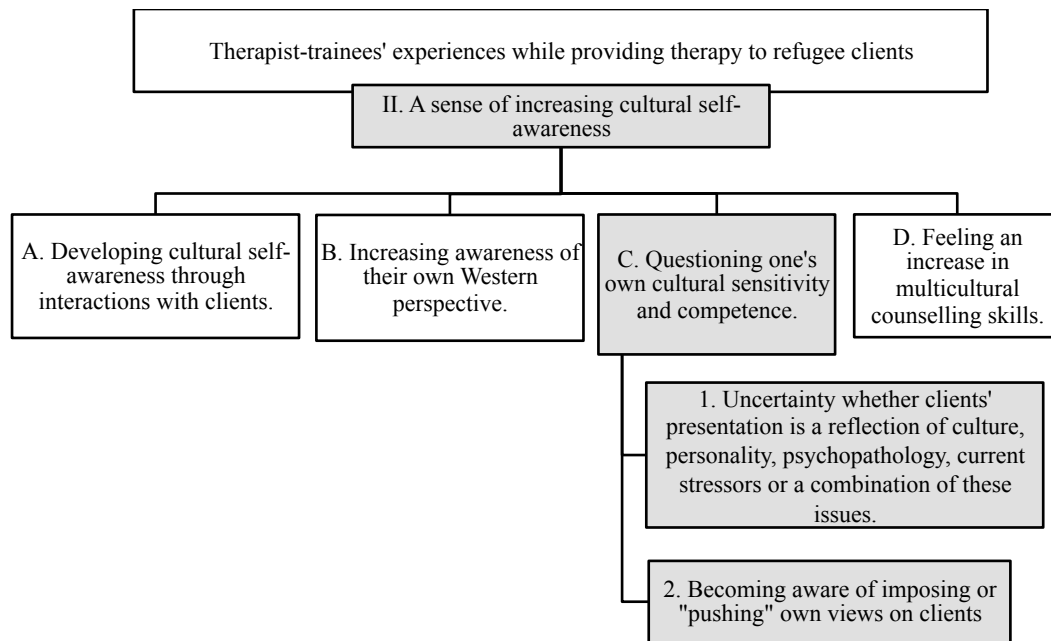 Therapist-trainees' experiences while providing therapy to refugee clients
II. A sense of increasing cultural self-
awareness
A. Developing cultural self-
awareness through
interactions with clients.
B. Increasing awareness of
their own Western
perspective.
C. Questioning one's
own cultural sensitivity
and competence.
D. Feeling an
increase in
multicultural
counselling skills.
1. Uncertainty whether clients'
presentation is a reflection of culture,
personality, psychopathology, current
stressors or a combination of these
issues.
2. Becoming aware of imposing or
"pushing" own views on clients